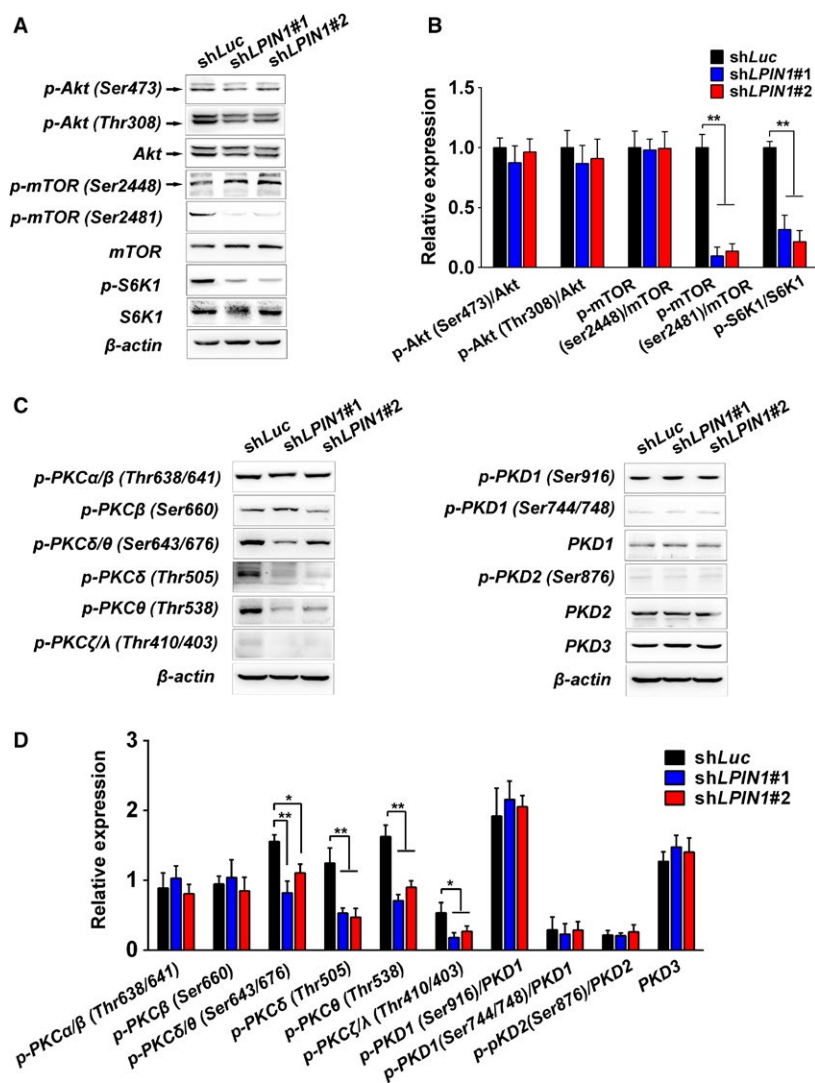 A
shLuc
shLPIN1#1
shLPIN1#2
p-Akt (Ser473)
p-Akt (Thr308)
Akt
p-mTOR (Ser2448)
p-mTOR (Ser2481)
mTOR
p-S6K1
S6K1
β-actin
B
shLuc
shLPIN1#1
shLPIN1#2
Relative expression
1.5
1.0
0.5
0.0
**
**
p-Akt (Ser473)/Akt
p-Akt (Thr308)/Akt
p-mTOR
(ser2448)/mTOR
p-mTOR
(ser2481)/mTOR
p-S6K1/S6K1
C
shLuc
shLPIN1#1
shLPIN1#2
p-PKCα/β (Thr638/641)
p-PKCβ (Ser660)
p-PKCδ/θ (Ser643/676)
p-PKCδ (Thr505)
p-PKCθ (Thr538)
p-PKCζ/λ (Thr410/403)
β-actin
shLuc
shLPIN1#1
shLPIN1#2
p-PKD1 (Ser916)
p-PKD1 (Ser744/748)
PKD1
p-PKD2 (Ser876)
PKD2
PKD3
β-actin
D
shLuc
shLPIN1#1
shLPIN1#2
Relative expression
3
2
1
0
*
**
**
**
*
p-PKCα/β (Thr638/641)
p-PKCβ (Ser660)
p-PKCδ/θ (Ser643/676)
p-PKCδ (Thr505)
p-PKCθ (Thr538)
p-PKCζ/λ (Thr410/403)
p-PKD1 (Ser916)/PKD1
p-PKD1(Ser744/748)/PKD1
p-pKD2(Ser876)/PKD2
PKD3